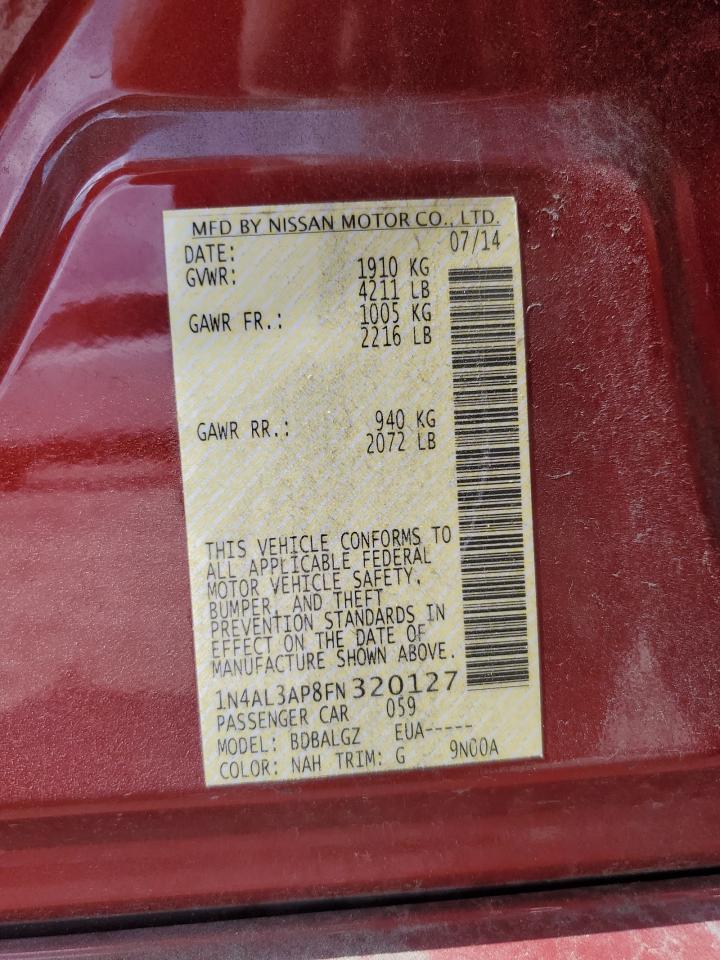 MFD BY NISSAN MOTOR CO., LTD.
DATE: 07/14
GVWR: 1910 KG
4211 LB
GAWR FR.: 1005 KG
2216 LB
GAWR RR.: 940 KG
2072 LB
THIS VEHICLE CONFORMS TO
ALL APPLICABLE FEDERAL
MOTOR VEHICLE SAFETY,
BUMPER, AND THEFT
PREVENTION STANDARDS IN
EFFECT ON THE DATE OF
MANUFACTURE SHOWN ABOVE.
1N4AL3AP8FN320127
PASSENGER CAR 059
MODEL: BDBALGZ EUA-----
COLOR: NAH TRIM: G 9N00A